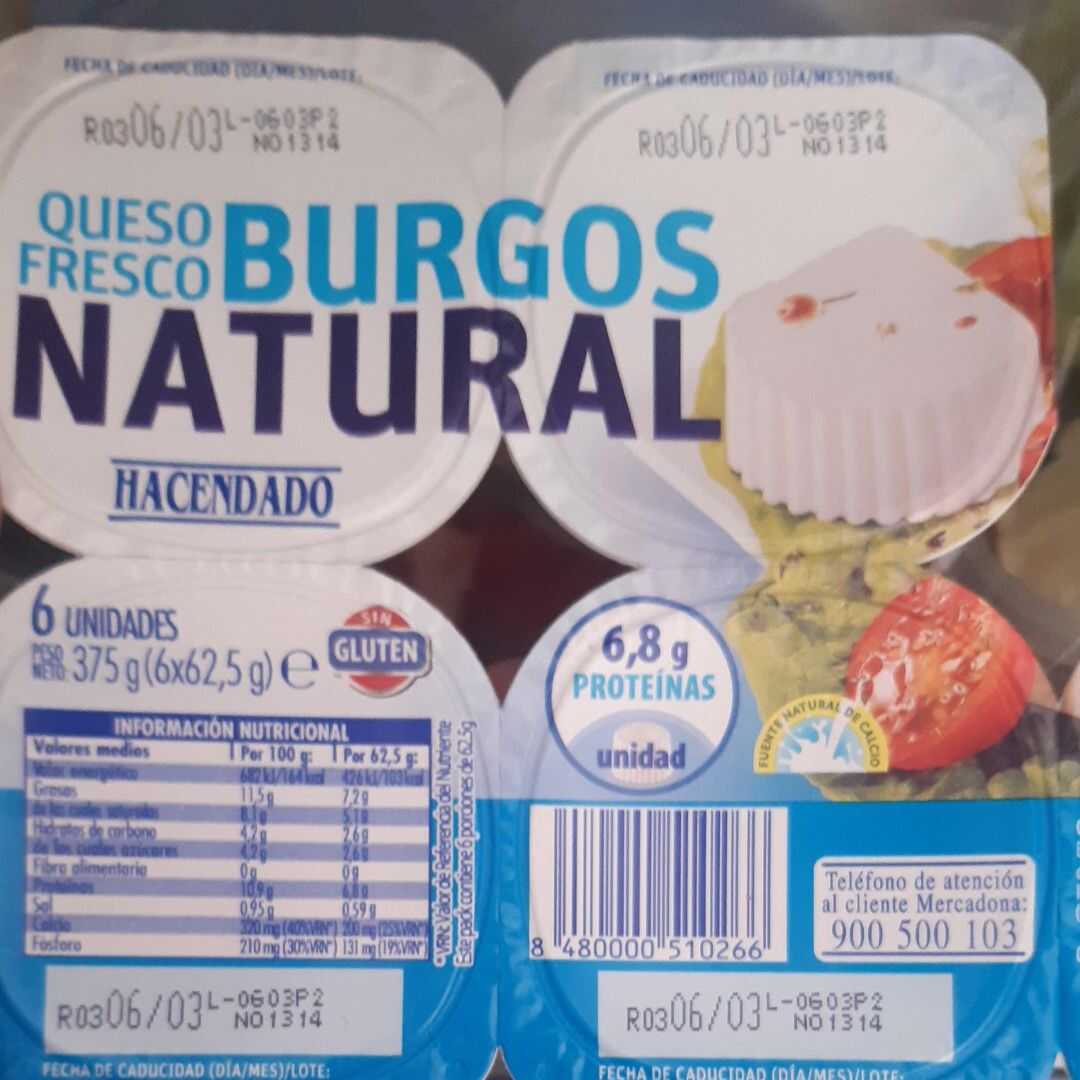 FECHA DE CADUCIDAD (DÍA/MES)/LOTE:
R03 06/03 L-0603P2
NO1314
FECHA DE CADUCIDAD (DÍA/MES)/LOTE:
R03 06/03 L-0603P2
NO1314
QUESO FRESCO BURGOS
NATURAL
HACENDADO
6 UNIDADES
PESO NETO: 375 g (6x62,5 g) e
SIN GLUTEN
INFORMACIÓN NUTRICIONAL
Valores medios Por 100 g: Por 62,5 g:
Valor energético 682 kJ/164 kcal 426 kJ/103 kcal
Grasas 11,5 g 7,2 g
de las cuales saturadas 8,1 g 5,1 g
Hidratos de carbono 4,2 g 2,6 g
de los cuales azúcares 4,2 g 2,6 g
Fibra alimentaria 0 g 0 g
Proteínas 10,9 g 6,8 g
Sal 0,95 g 0,59 g
Calcio 320 mg (40%VRN*) 200 mg (25%VRN*)
Fósforo 210 mg (30%VRN*) 131 mg (19%VRN*)
*VRN: Valor de Referencia del Nutriente
Este pack contiene 6 porciones de 62,5g
6,8 g
PROTEÍNAS
unidad
FUENTE NATURAL DE CALCIO
8 480000 510266
Teléfono de atención
al cliente Mercadona:
900 500 103
R03 06/03 L-0603P2
NO1314
FECHA DE CADUCIDAD (DÍA/MES)/LOTE:
R03 06/03 L-0603P2
NO1314
FECHA DE CADUCIDAD (DÍA/MES)/LOTE: